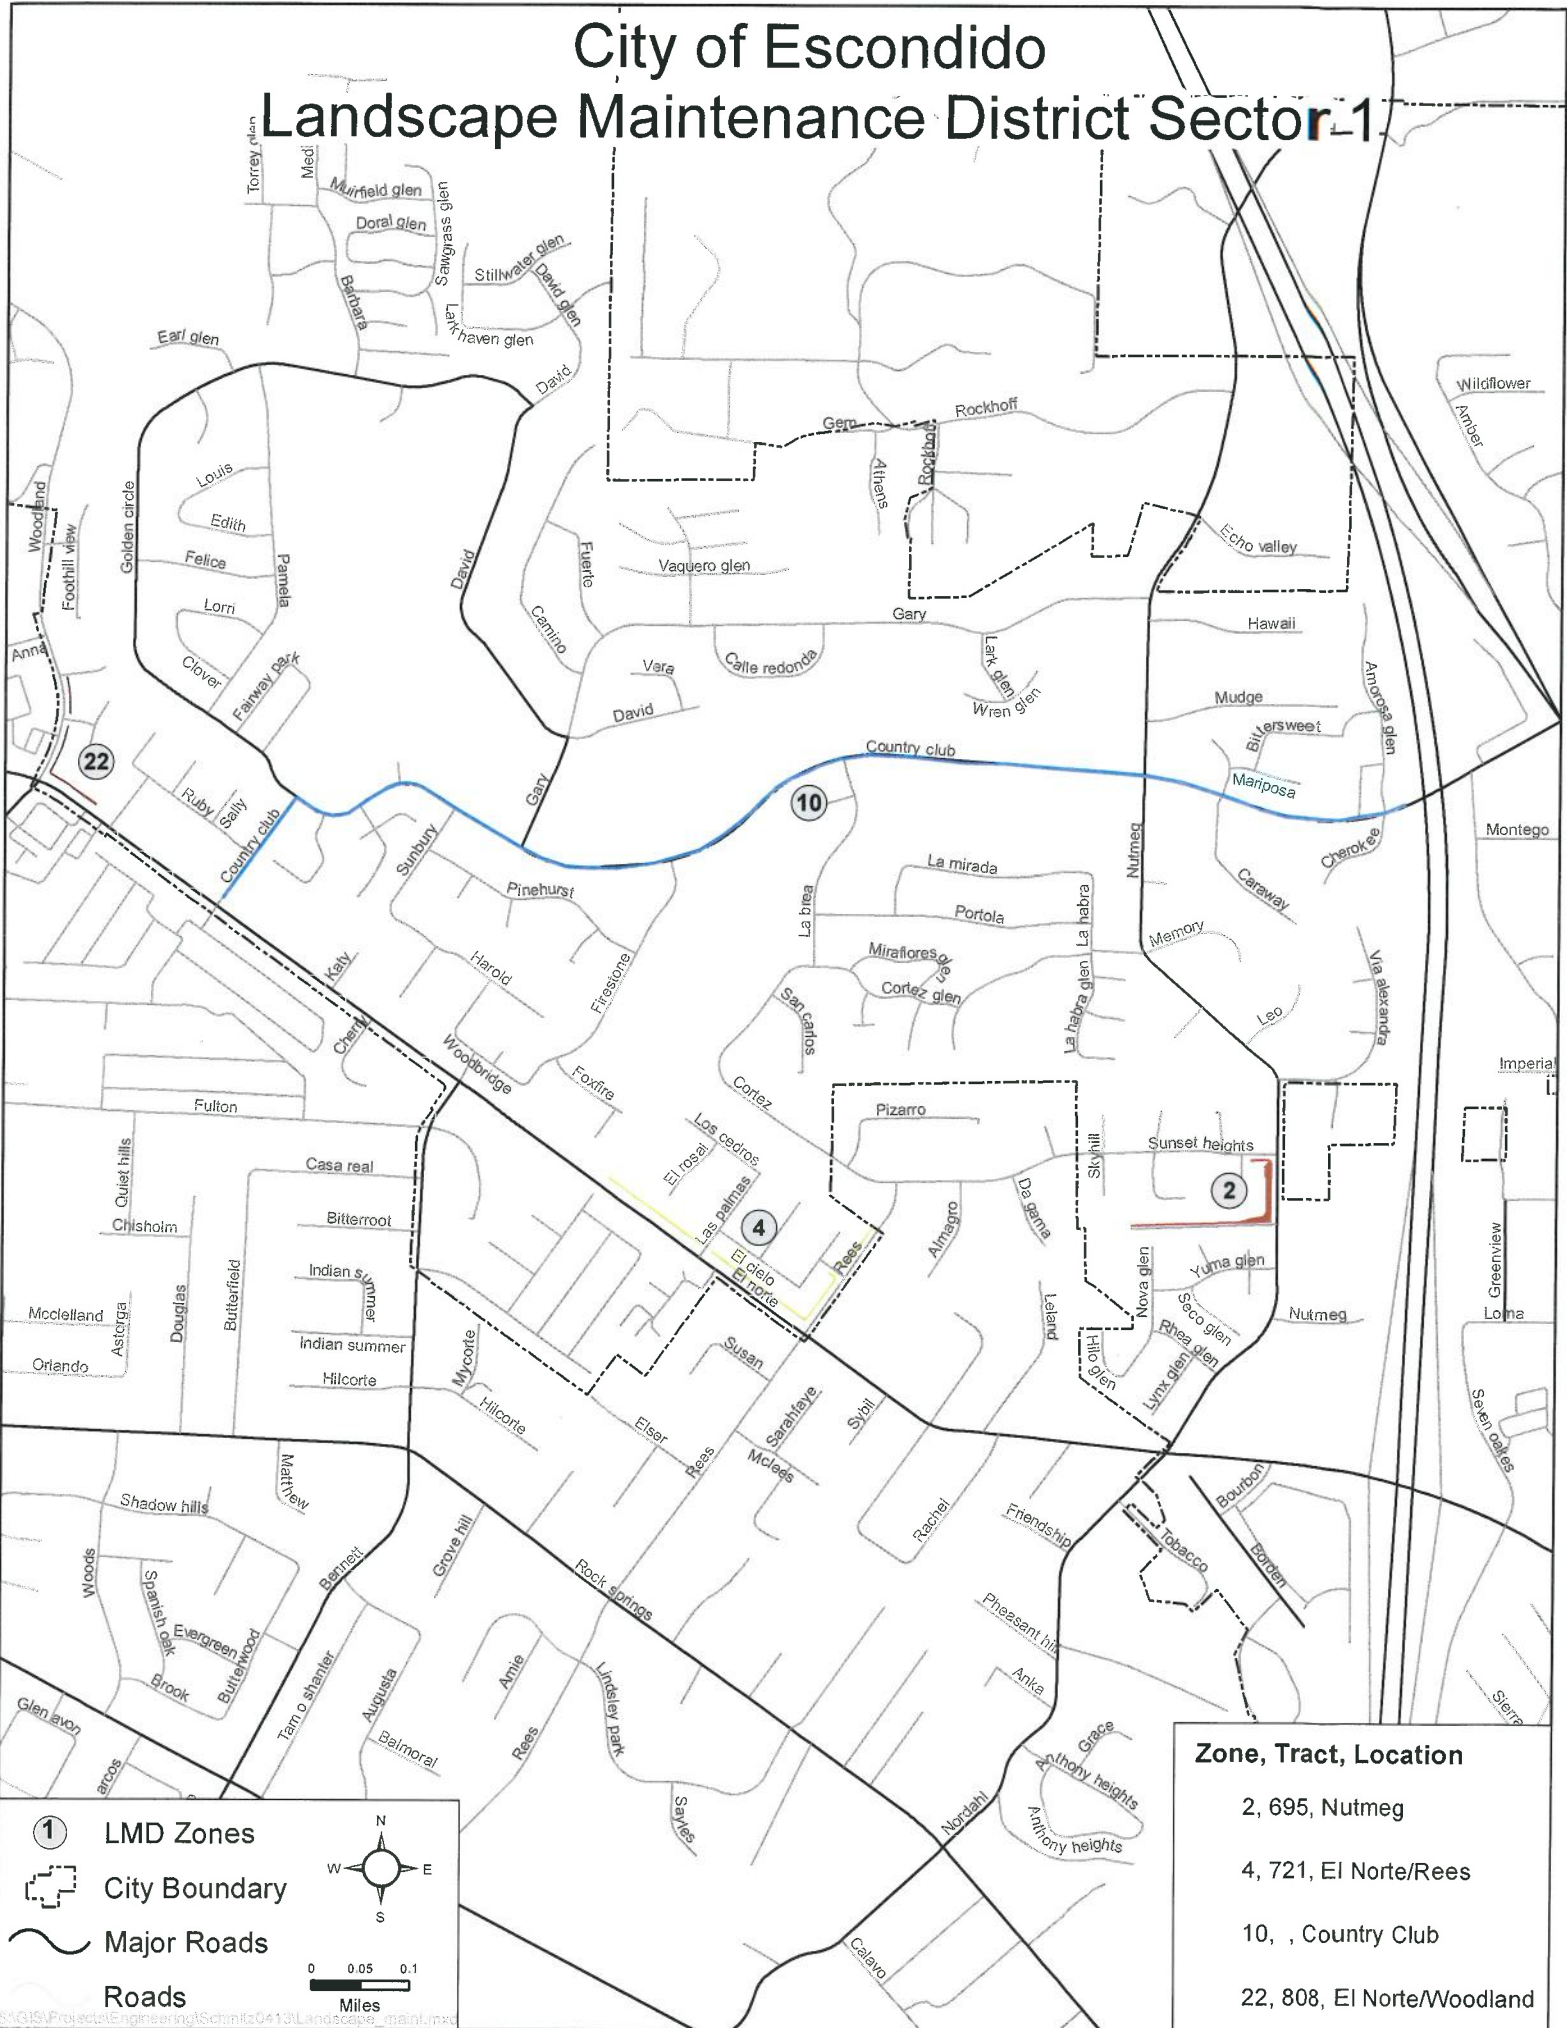 City of Escondido
Landscape Maintenance District Sector 1
Torrey glen
Medi
Muirfield glen
Doral glen
Sawgrass glen
Stillwater glen
David glen
Larkhaven glen
Barbara
Earl glen
David
Wildflower
Amber
Gem
Rockhoff
Rockhoff
Athens
Louis
Edith
Felice
Pamela
Lorri
Clover
Fairway park
Golden circle
Woodland
Foothill view
Anna
David
Fuerte
Camino
Vaquero glen
Echo valley
Gary
Hawaii
Calle redonda
Vera
David
Lark glen
Wren glen
Mudge
Bittersweet
Amorosa glen
Mariposa
Country club
22
10
Gary
Ruby
Sally
Country club
Sunbury
Pinehurst
Nutmeg
Cherokee
Montego
Caraway
La mirada
Portola
La habra
La brea
Memory
Miraflores glen
Cortez glen
La habra glen
Via alexandra
Leo
San carlos
Katy
Harold
Firestone
Cherry
Woodbridge
Foxfire
Cortez
Imperial
Fulton
Pizarro
Los cedros
El rosal
Las palmas
Sunset heights
Skyhill
Quiet hills
Casa real
Chisholm
Bitterroot
4
2
El cielo
El norte
Rees
Almagro
Da gama
Greenview
Butterfield
Douglas
Indian summer
Indian summer
Mcclelland
Astorga
Orlando
Hilcorte
Hilcorte
Mycorte
Nova glen
Yuma glen
Seco glen
Rhea glen
Lynx glen
Hilo glen
Leland
Nutmeg
Loma
Susan
Sarahfaye
Sybil
Elser
Rees
Mclees
Seven oakes
Matthew
Shadow hills
Woods
Spanish oak
Evergreen
Butterwood
Brook
Bennett
Grove hill
Rock springs
Rachel
Friendship
Tobacco
Bourbon
Borden
Pheasant hill
Anka
Grace
Anthony heights
Anthony heights
Nordahl
Sierra
Glen avon
arcos
Tam o shanter
Augusta
Balmoral
Amie
Rees
Lindsley park
Sayles
Calavo
1 LMD Zones
City Boundary
Major Roads
Roads
N
W E
S
0 0.05 0.1
Miles
S:\GIS\Projects\Engineering\Schmitz0413\Landscape_maint.mxd
Zone, Tract, Location
2, 695, Nutmeg
4, 721, El Norte/Rees
10, , Country Club
22, 808, El Norte/Woodland